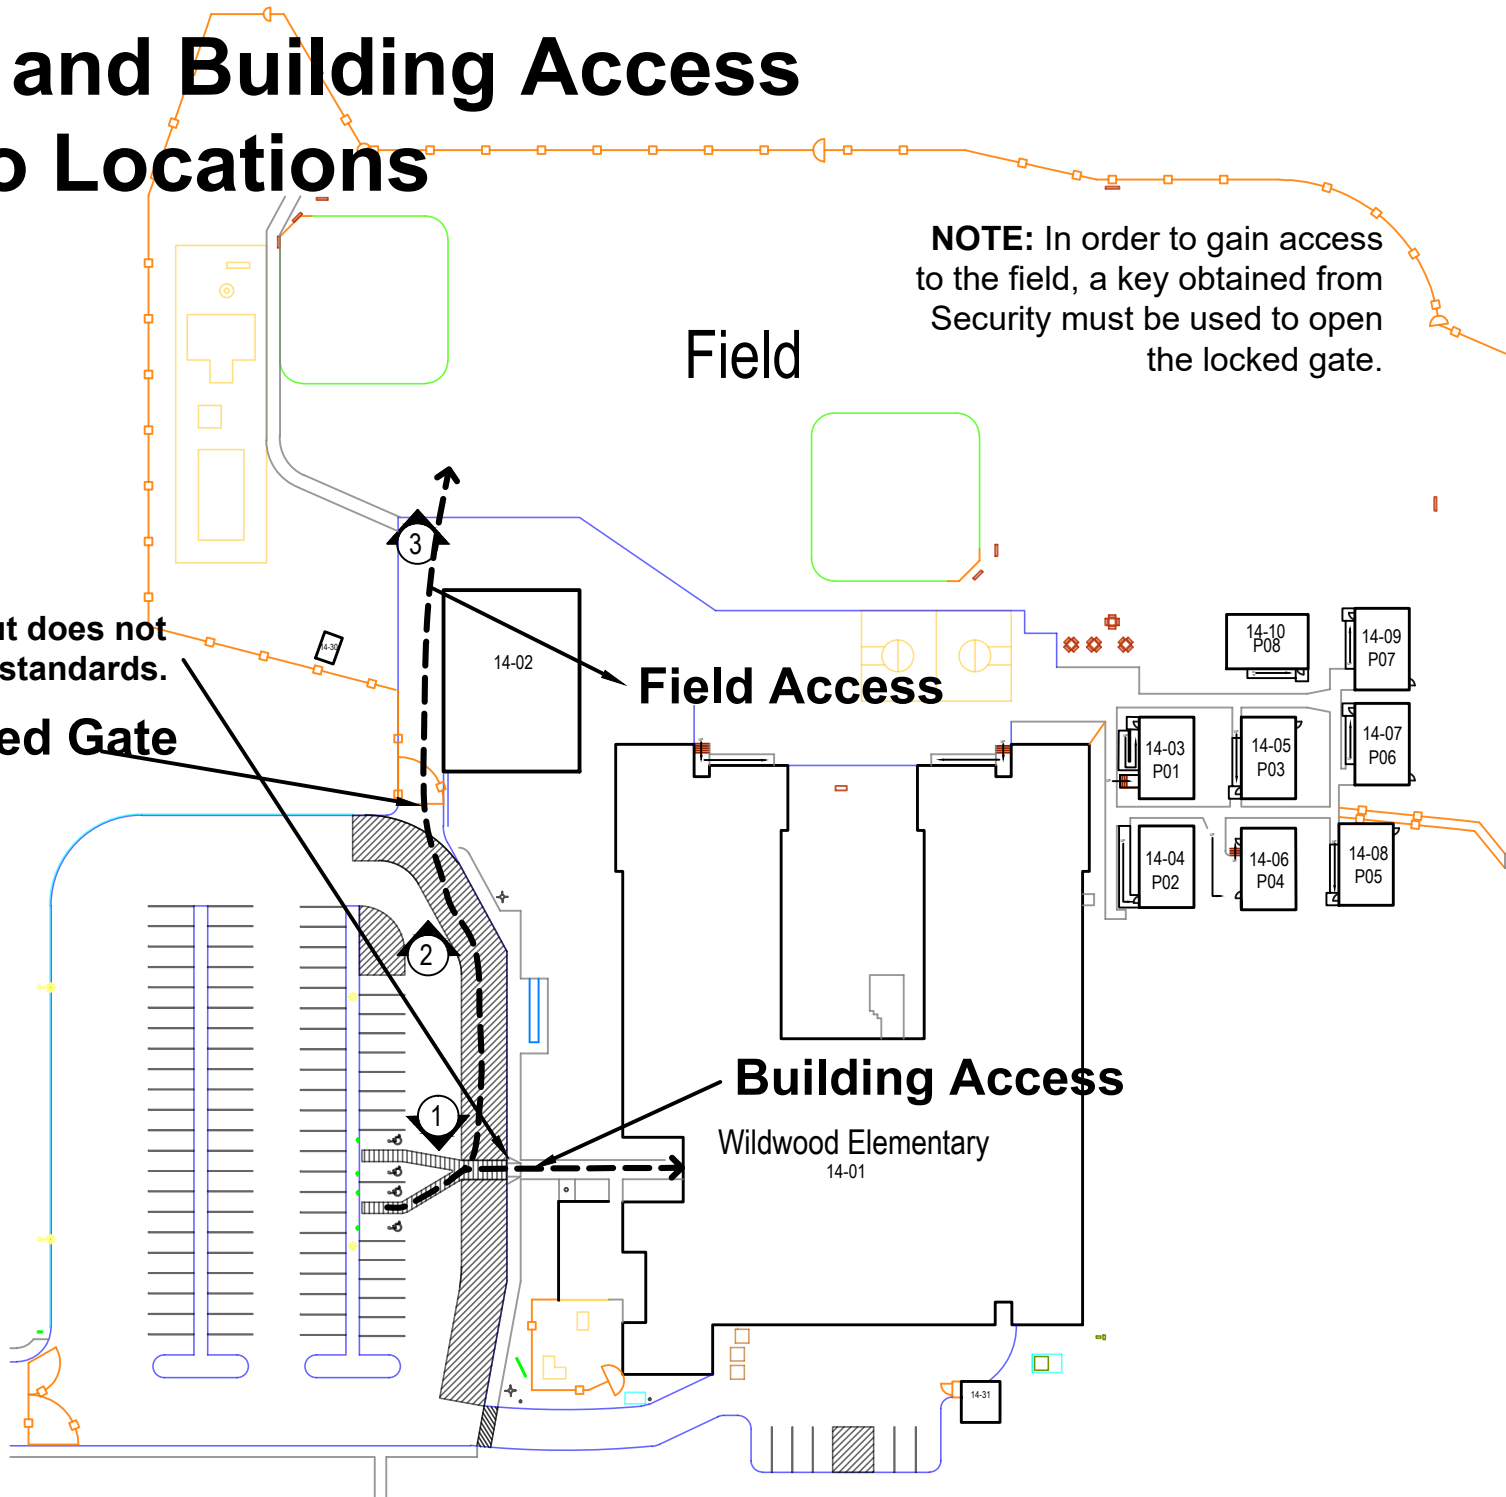 and Building Access
o Locations
NOTE: In order to gain access
to the field, a key obtained from
Security must be used to open
the locked gate.
Field
3
14-30
ut does not
standards.
14-02
Field Access
ed Gate
14-10
P08
14-09
P07
14-03
P01
14-05
P03
14-07
P06
14-04
P02
14-06
P04
14-08
P05
2
1
Building Access
Wildwood Elementary
14-01
14-31